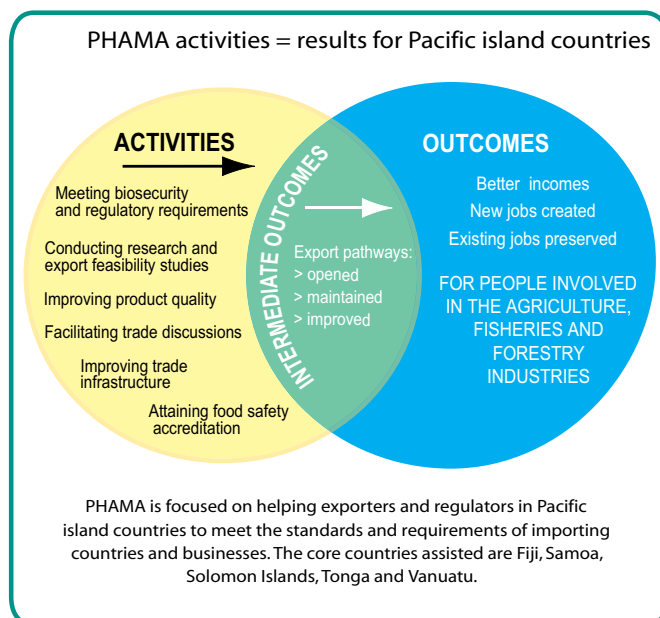 PHAMA activities = results for Pacific island countries
ACTIVITIES
Meeting biosecurity
and regulatory requirements
Conducting research and
export feasibility studies
Improving product quality
Facilitating trade discussions
Improving trade
infrastructure
Attaining food safety
accreditation
INTERMEDIATE OUTCOMES
Export pathways:
> opened
> maintained
> improved
OUTCOMES
Better incomes
New jobs created
Existing jobs preserved
FOR PEOPLE INVOLVED
IN THE AGRICULTURE,
FISHERIES AND
FORESTRY
INDUSTRIES
PHAMA is focused on helping exporters and regulators in Pacific
island countries to meet the standards and requirements of importing
countries and businesses. The core countries assisted are Fiji, Samoa,
Solomon Islands, Tonga and Vanuatu.